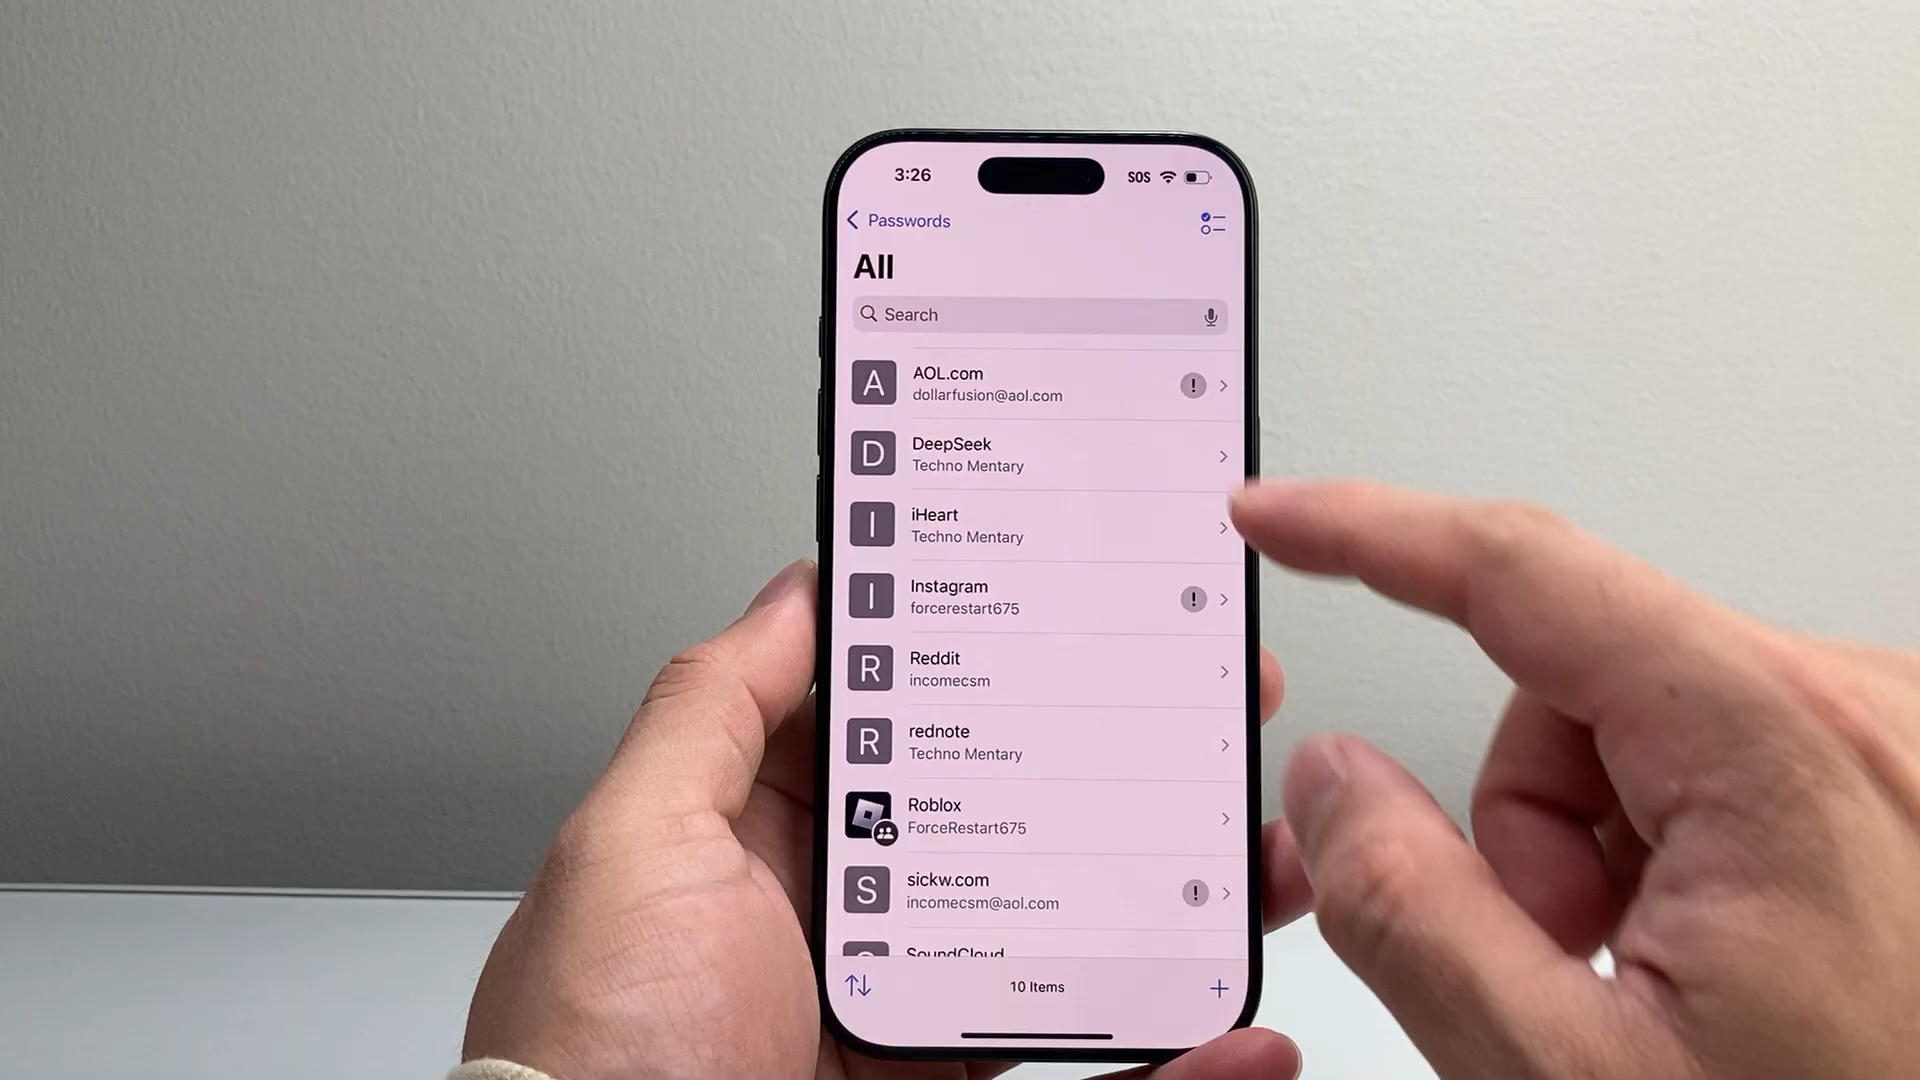 3:26
SOS
Passwords
All
Search
A
AOL.com
dollarfusion@aol.com
!
D
DeepSeek
Techno Mentary
I
iHeart
Techno Mentary
I
Instagram
forcerestart675
!
R
Reddit
incomecsm
R
rednote
Techno Mentary
Roblox
ForceRestart675
S
sickw.com
incomecsm@aol.com
!
SoundCloud
10 Items